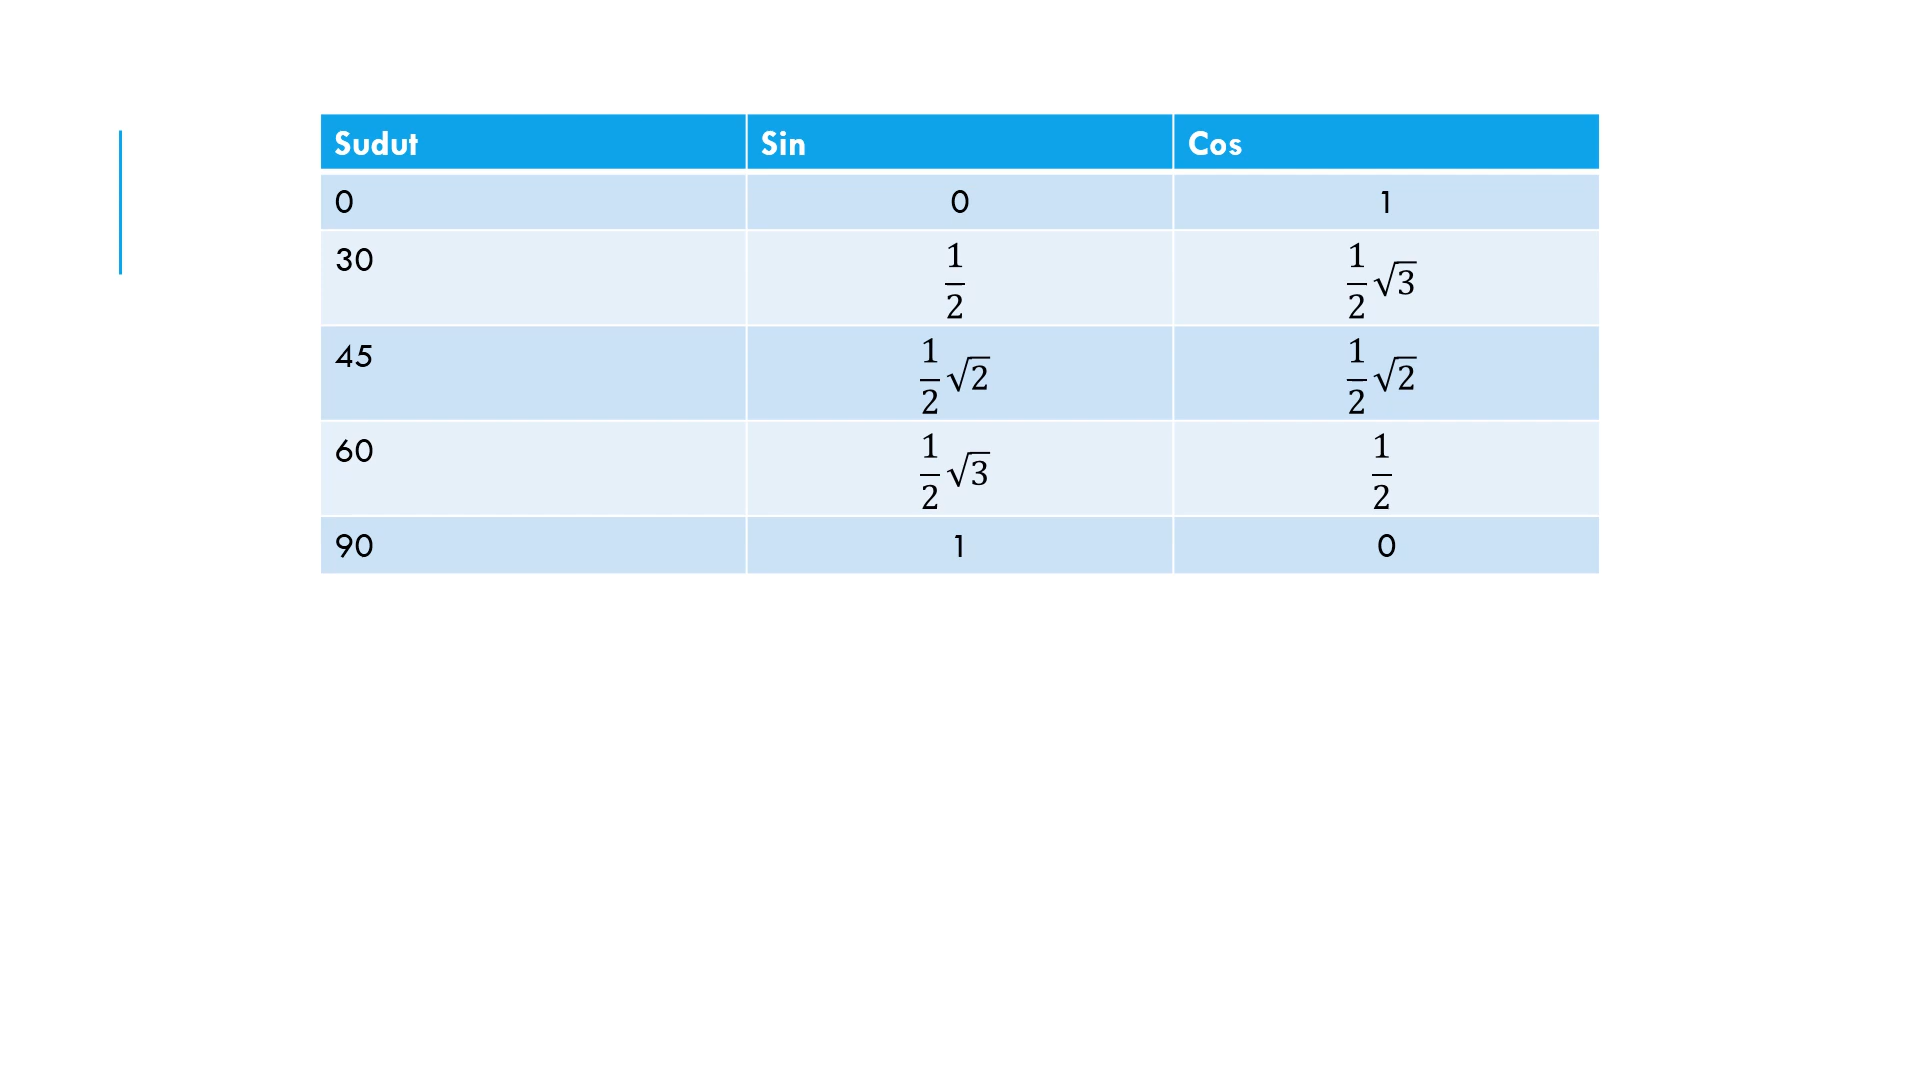 Sudut Sin Cos
0 0 1
30 1/2 1/2√3
45 1/2√2 1/2√2
60 1/2√3 1/2
90 1 0